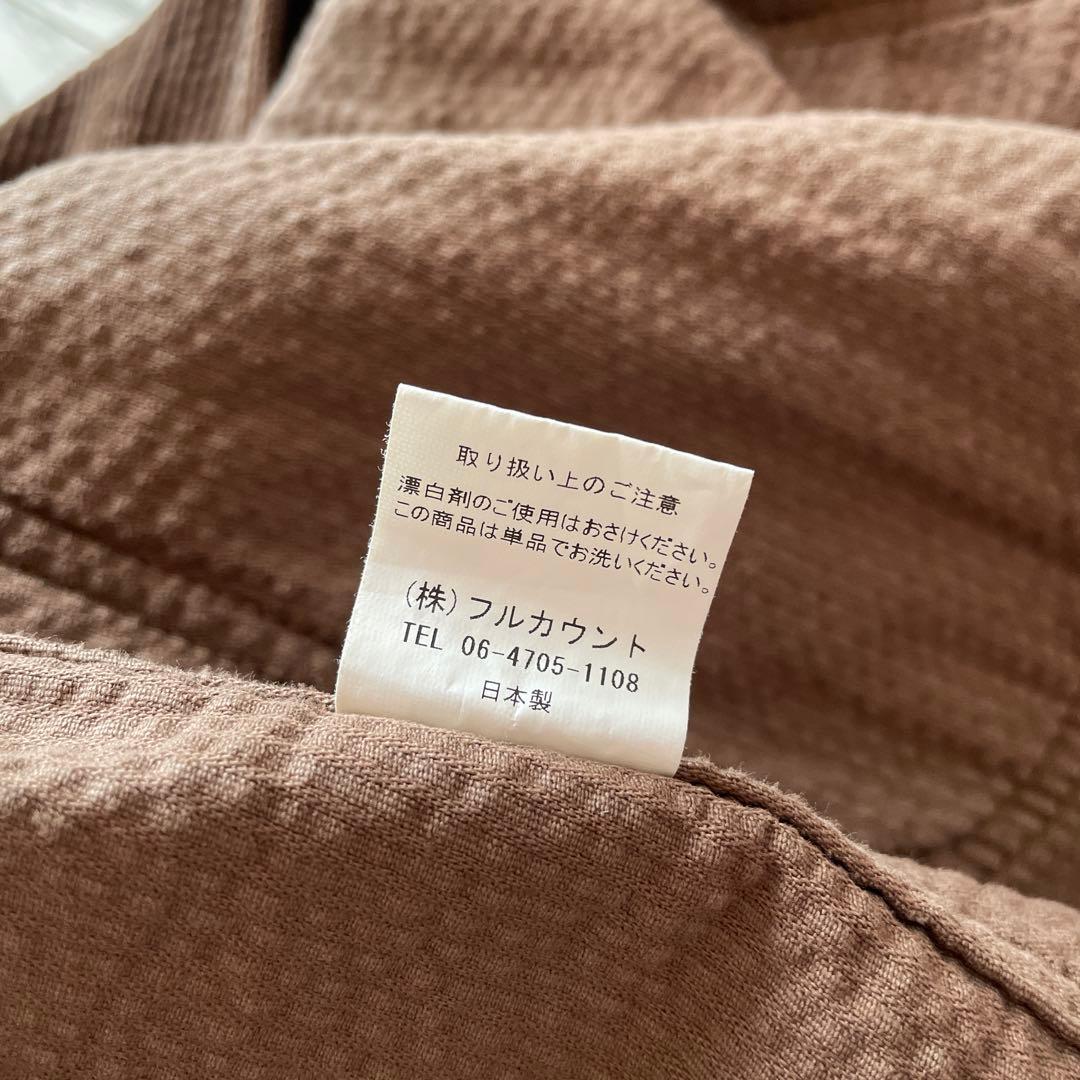 取り扱い上のご注意
漂白剤のご使用はおさけください。
この商品は単品でお洗いください。
(株)フルカウント
TEL 06-4705-1108
日本製